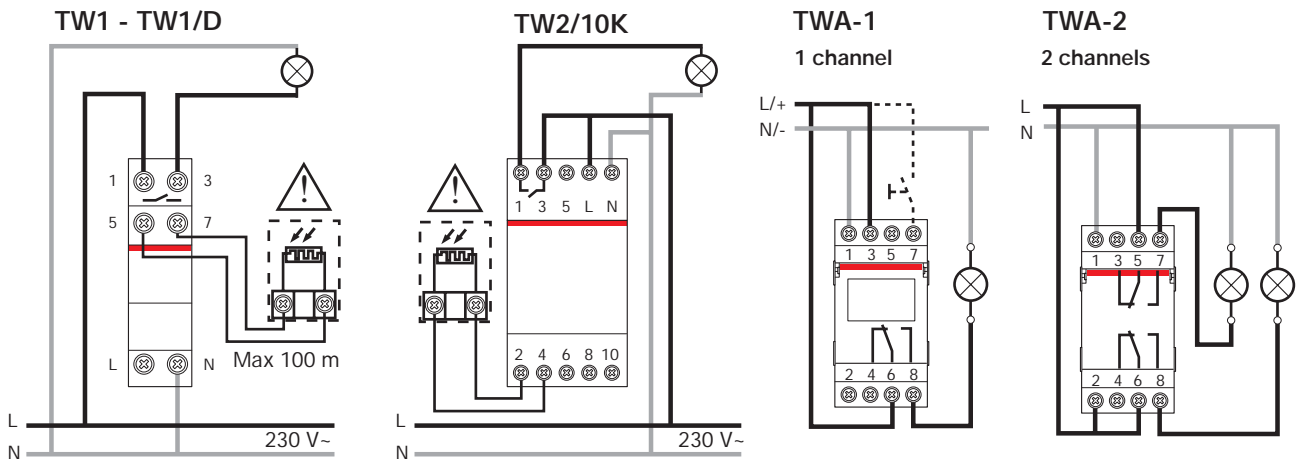 TW1 - TW1/D
1 3
5 7
L N
Max 100 m
L
N
230 V~
TW2/10K
1 3 5 L N
2 4 6 8 10
230 V~
L
N
TWA-1
1 channel
L/+
N/-
1 3 5 7
2 4 6 8
TWA-2
2 channels
L
N
1 3 5 7
2 4 6 8